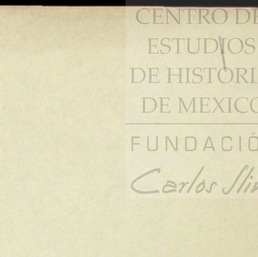 CENTRO DE
ESTUDIOS
DE HISTORI
DE MEXICO
FUNDACIÓ
Carlos Sli